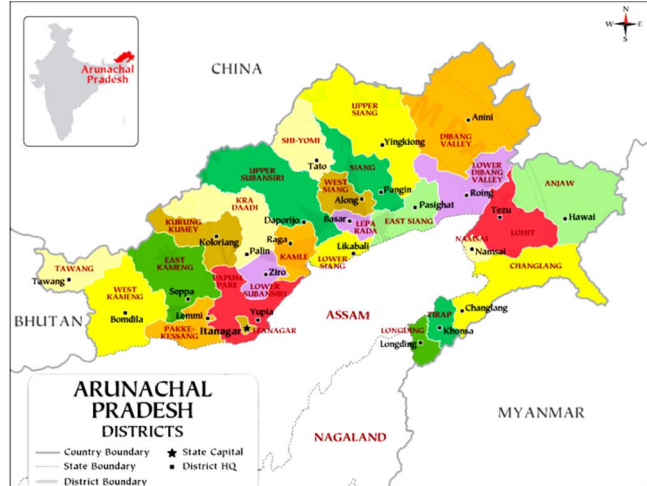 N
W
E
S
Arunachal
Pradesh
CHINA
UPPER
SIANG
Anini
DIBANG
VALLEY
SHI-YOMI
Yingkiong
Tato
SIANG
LOWER
DIBANG
VALLEY
UPPER
SUBANSIRI
WEST
SIANG
Pangin
Roing
ANJAW
Along
KRA
DAADI
Pasighat
Tezu
Daporijo
Basar
LEPA
RADA
EAST SIANG
Hawai
KURUNG
KUMEY
LOHIT
Koloriang
Raga
Likabali
NAMSAI
Namsai
Palin
KAMLE
LOWER
SIANG
EAST
KAMENG
CHANGLANG
TAWANG
Tawang
PAPUM
PARE
Ziro
LOWER
SUBANSIRI
WEST
KAMENG
Seppa
BHUTAN
Bomdila
Lemmi
Yupia
ASSAM
Changlang
TIRAP
PAKKE-
KESSANG
Itanagar
ITANAGAR
LONGDING
Khonsa
Longding
ARUNACHAL
PRADESH
DISTRICTS
MYANMAR
NAGALAND
Country Boundary
State Capital
State Boundary
District HQ
District Boundary